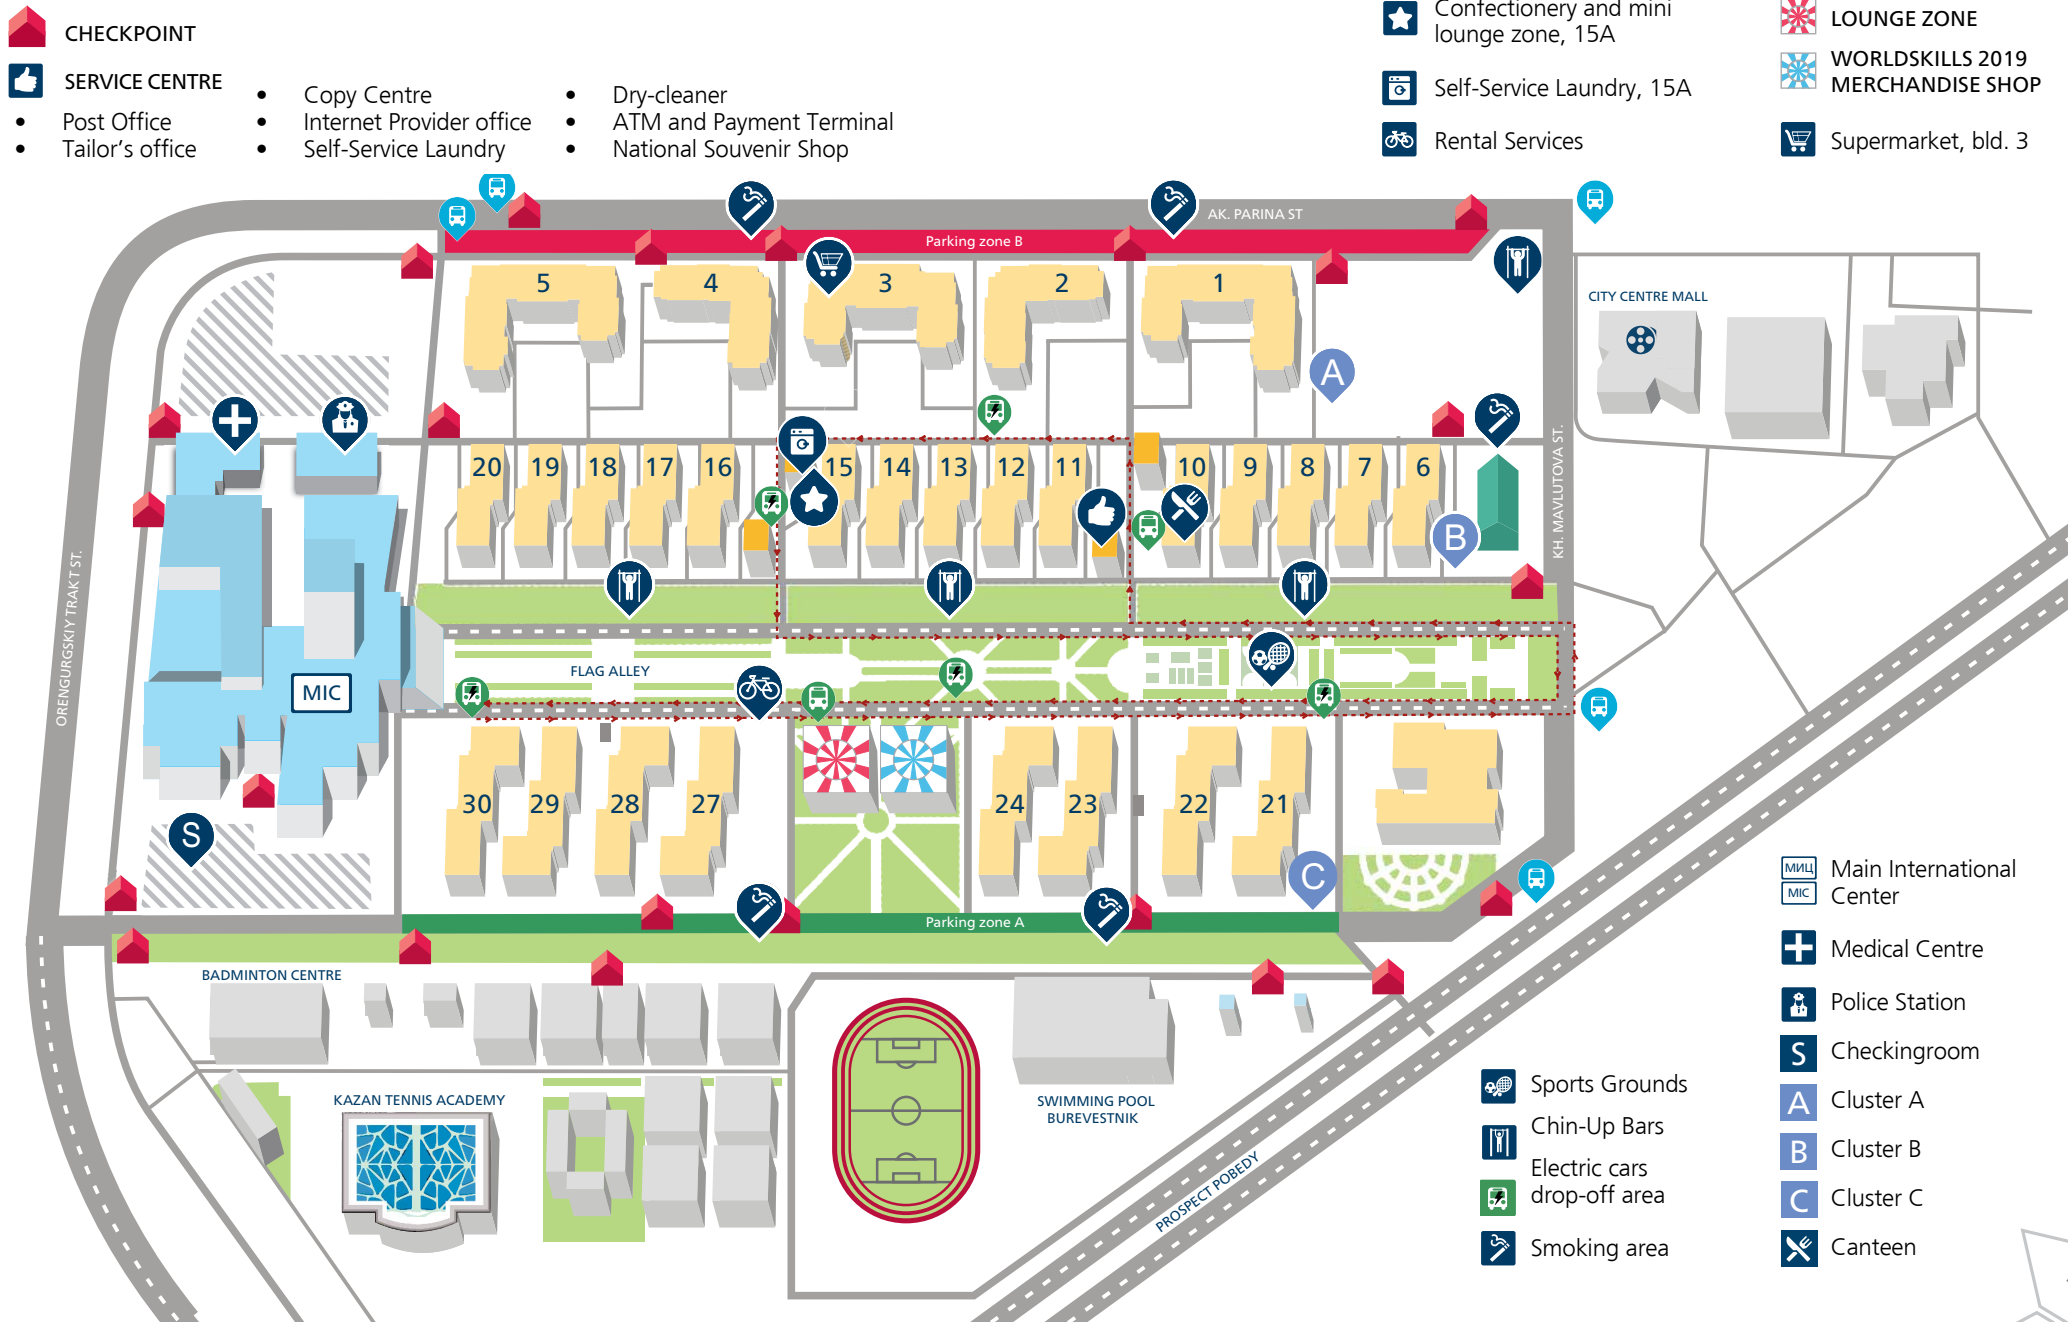 CHECKPOINT
SERVICE CENTRE
• Post Office
• Tailor's office
• Copy Centre
• Internet Provider office
• Self-Service Laundry
• Dry-cleaner
• ATM and Payment Terminal
• National Souvenir Shop
Confectionery and mini
lounge zone, 15A
Self-Service Laundry, 15A
Rental Services
LOUNGE ZONE
WORLDSKILLS 2019
MERCHANDISE SHOP
Supermarket, bld. 3
AK. PARINA ST
Parking zone B
5
4
3
2
1
CITY CENTRE MALL
A
KH. MAVLUTOVA ST.
20
19
18
17
16
15
14
13
12
11
10
9
8
7
6
B
ORENGURGSKIY TRAKT ST.
FLAG ALLEY
MIC
30
29
28
27
24
23
22
21
S
C
Parking zone A
BADMINTON CENTRE
KAZAN TENNIS ACADEMY
SWIMMING POOL
BUREVESTNIK
PROSPECT POBEDY
Sports Grounds
Chin-Up Bars
Electric cars
drop-off area
Smoking area
МИЦ
MIC
Main International
Center
Medical Centre
Police Station
S Checkingroom
A Cluster A
B Cluster B
C Cluster C
Canteen